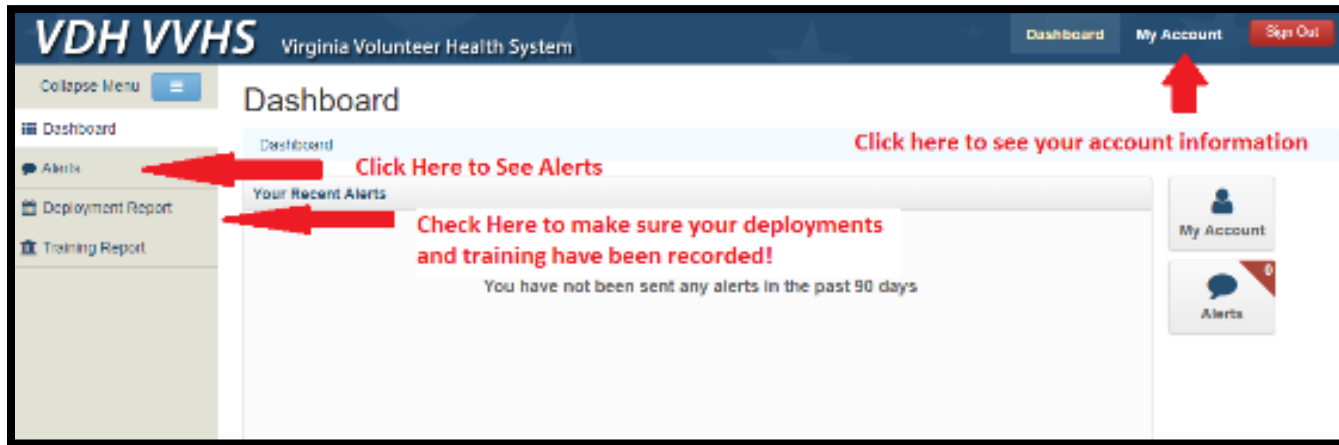 VDH VVHS Virginia Volunteer Health System
Dashboard My Account Sign Out
Collapse Menu
Dashboard
Dashboard
Click here to see your account information
Dashboard
Alerts
Click Here to See Alerts
Your Recent Alerts
Deployment Report
Check Here to make sure your deployments
and training have been recorded!
Training Report
You have not been sent any alerts in the past 90 days
My Account
0
Alerts